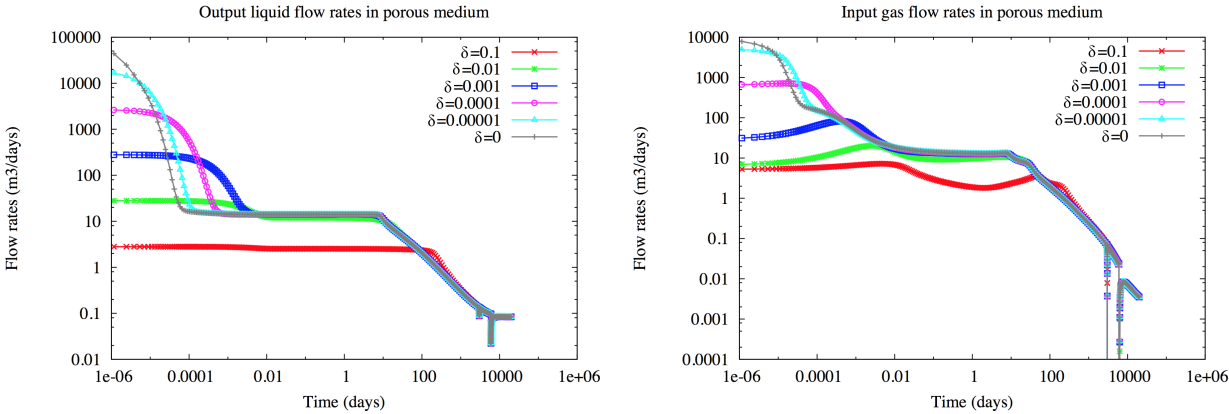 Output liquid flow rates in porous medium
Flow rates (m3/days)
100000
10000
1000
100
10
1
0.1
0.01
δ=0.1
δ=0.01
δ=0.001
δ=0.0001
δ=0.00001
δ=0
1e-06 0.0001 0.01 1 100 10000 1e+06
Time (days)
Input gas flow rates in porous medium
Flow rates (m3/days)
10000
1000
100
10
1
0.1
0.01
0.001
0.0001
δ=0.1
δ=0.01
δ=0.001
δ=0.0001
δ=0.00001
δ=0
1e-06 0.0001 0.01 1 100 10000 1e+06
Time (days)